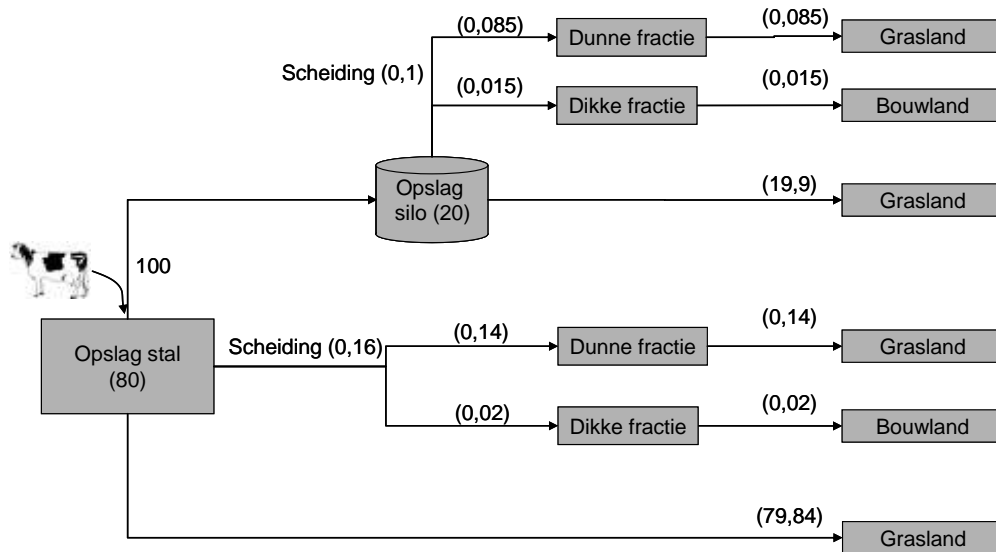 (0,085)
Dunne fractie
(0,085)
Grasland
Scheiding (0,1)
(0,015)
Dikke fractie
(0,015)
Bouwland
Opslag
silo (20)
(19,9)
Grasland
100
Opslag stal
(80)
Scheiding (0,16)
(0,14)
Dunne fractie
(0,14)
Grasland
(0,02)
Dikke fractie
(0,02)
Bouwland
(79,84)
Grasland